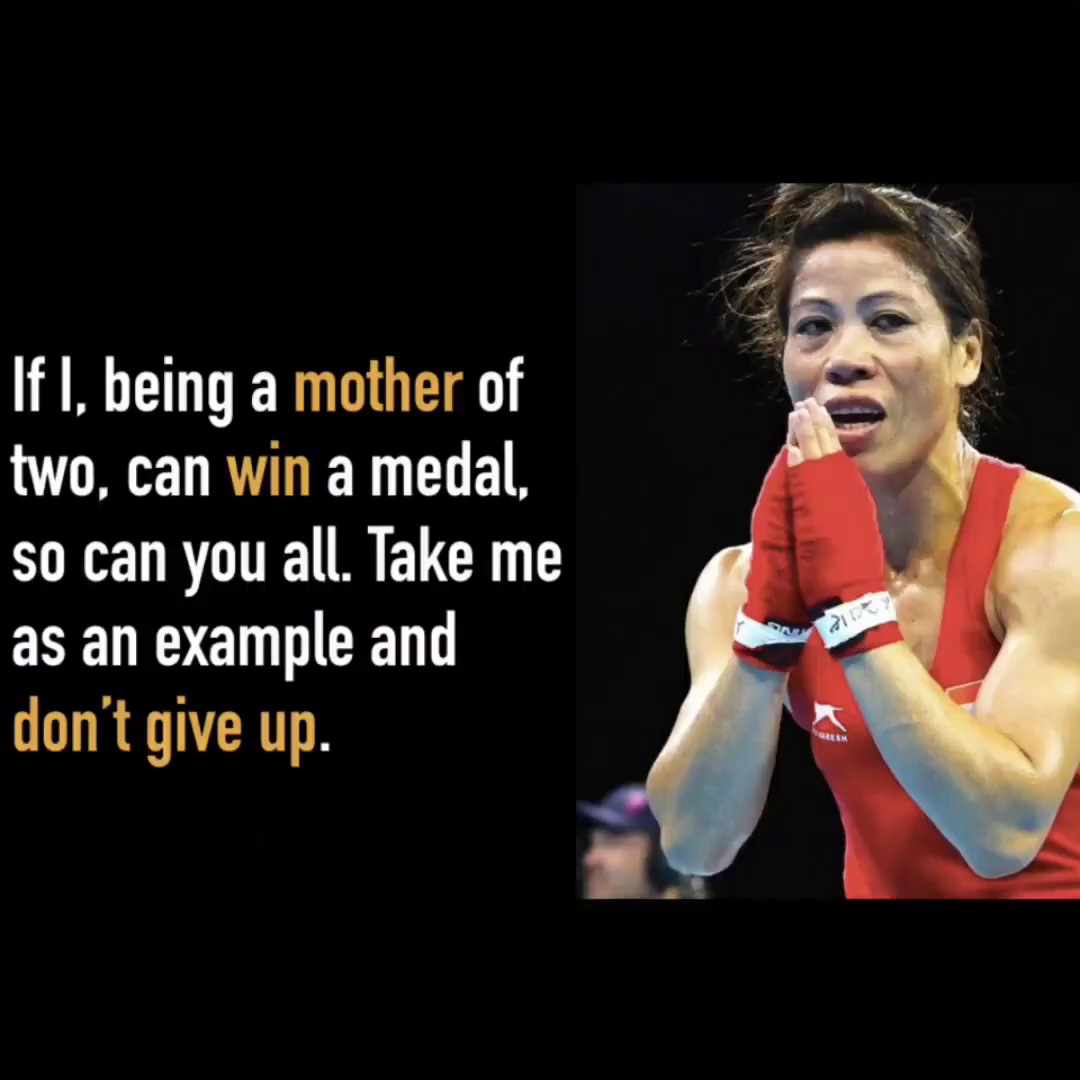 If I, being a mother of
two, can win a medal,
so can you all. Take me
as an example and
don’t give up.